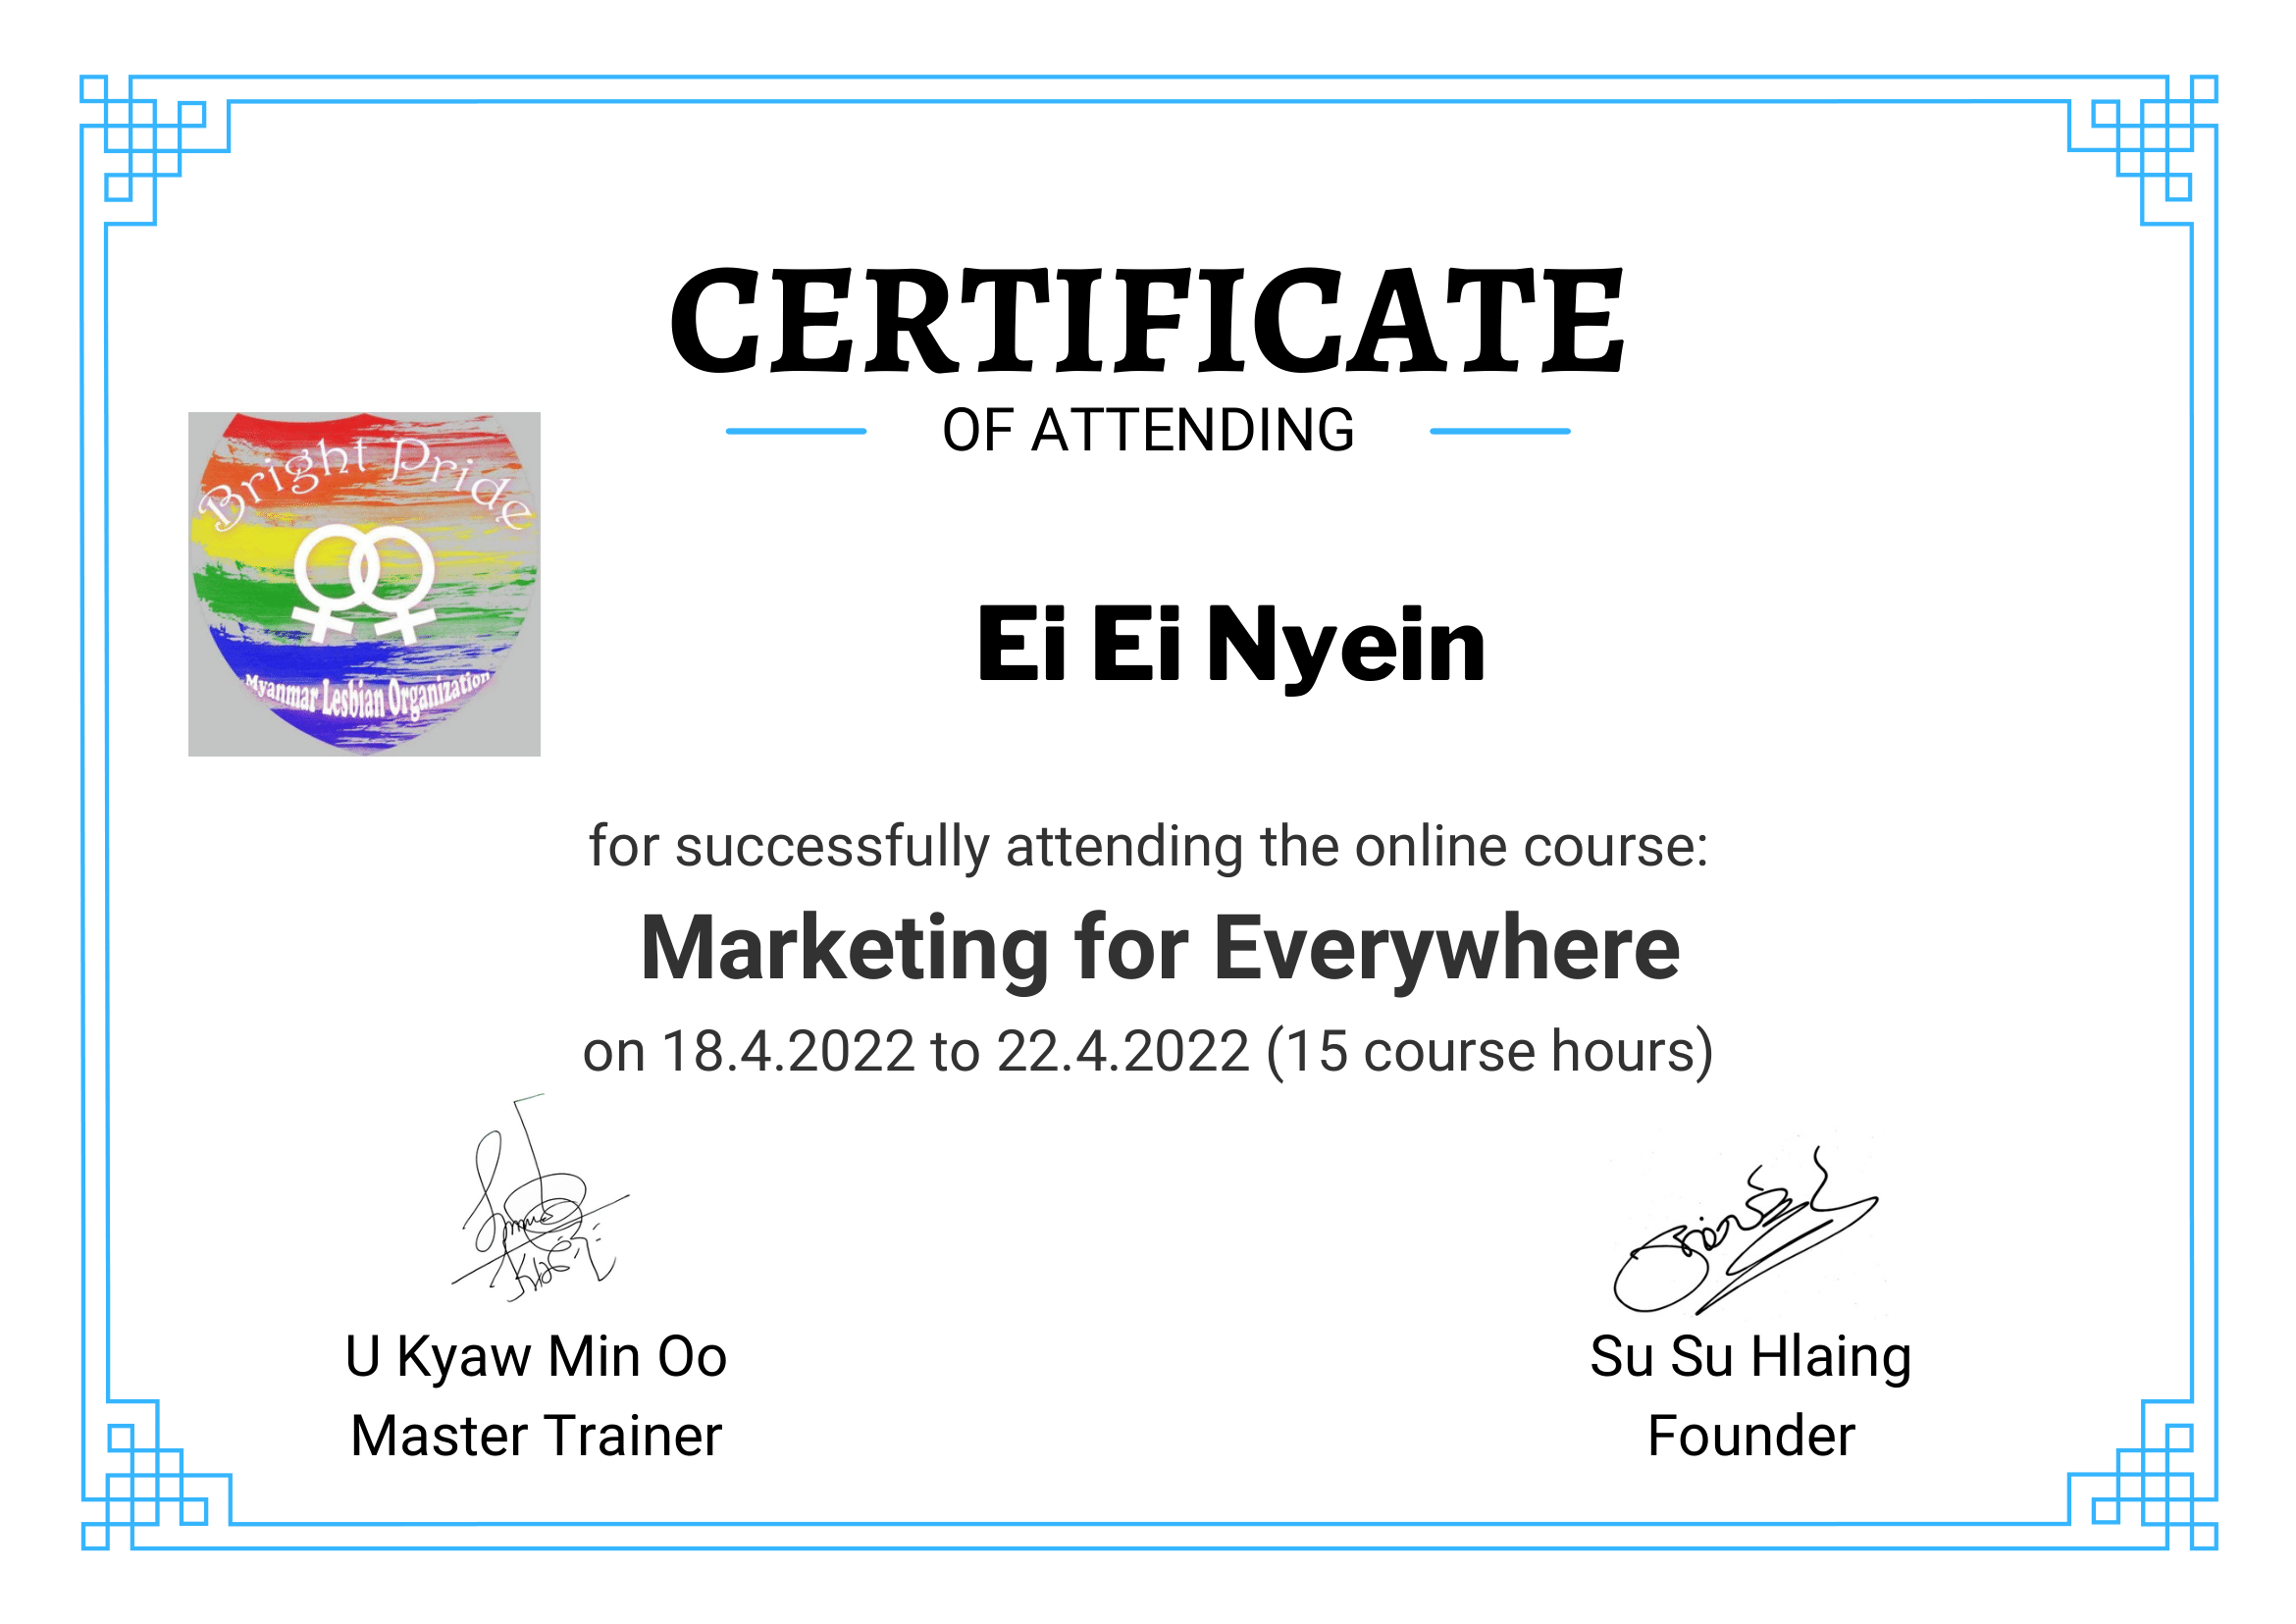 CERTIFICATE
OF ATTENDING
Bright Pride
Myanmar Lesbian Organization
Ei Ei Nyein
for successfully attending the online course:
Marketing for Everywhere
on 18.4.2022 to 22.4.2022 (15 course hours)
U Kyaw Min Oo
Master Trainer
Su Su Hlaing
Founder